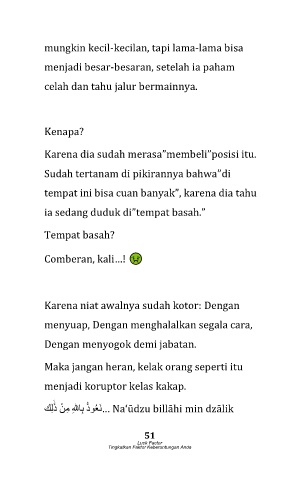 mungkin kecil-kecilan, tapi lama-lama bisa
menjadi besar-besaran, setelah ia paham
celah dan tahu jalur bermainnya.
Kenapa?
Karena dia sudah merasa”membeli”posisi itu.
Sudah tertanam di pikirannya bahwa”di
tempat ini bisa cuan banyak”, karena dia tahu
ia sedang duduk di”tempat basah.”
Tempat basah?
Comberan, kali…! 🤢
Karena niat awalnya sudah kotor: Dengan
menyuap, Dengan menghalalkan segala cara,
Dengan menyogok demi jabatan.
Maka jangan heran, kelak orang seperti itu
menjadi koruptor kelas kakap.
نَعُوذُ بِاللهِ مِنْ ذَٰلِكَ… Na‘ūdzu billāhi min dzālik
51
Luck Factor
Tingkatkan Faktor Keberuntungan Anda